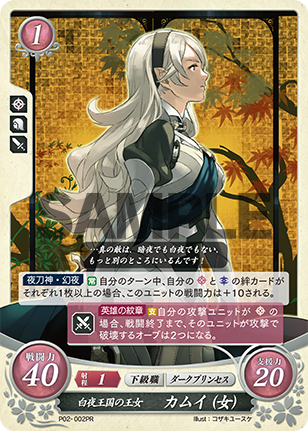 1
SAMPLE
…真の敵は、暗夜でも白夜でもない、
もっと別のところにいるんです!
夜刀神・幻夜 常 自分のターン中、自分の と の絆カードが
それぞれ1枚以上の場合、このユニットの戦闘力は+10される。
英雄の紋章 支 自分の攻撃ユニットが の
場合、戦闘終了まで、そのユニットが攻撃で
破壊するオーブは2つになる。
戦闘力 40
射程 1 下級職 ダークプリンセス
支援力 20
白夜王国の王女 カムイ(女)
P02-002PR Illust:コザキユースケ